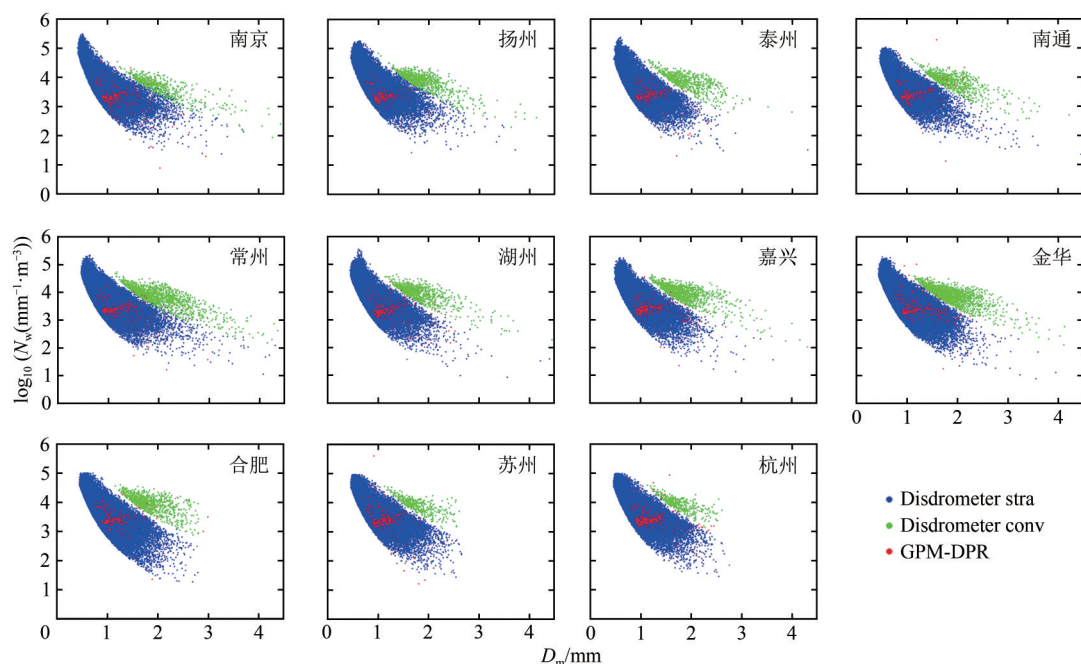 6 5 4 3 2 1 0 南京
扬州
泰州
南通
log₁₀ (Nw(mm⁻¹·m⁻³))
6 5 4 3 2 1 0 常州
湖州
嘉兴
金华
0 1 2 3 4
6 5 4 3 2 1 合肥
苏州
杭州
0 1 2 3 4
0 1 2 3 4
0 1 2 3 4
Dm/mm
Disdrometer stra
Disdrometer conv
GPM-DPR